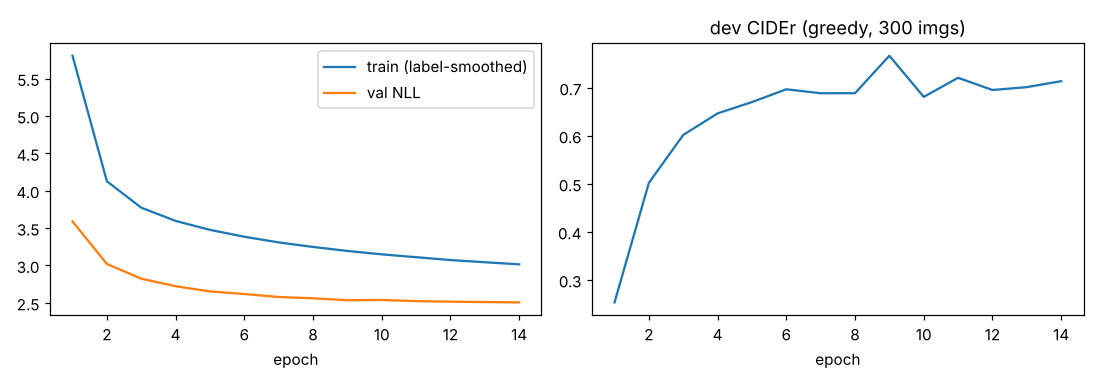 dev CIDEr (greedy, 300 imgs)
train (label-smoothed)
val NLL
5.5
5.0
4.5
4.0
3.5
3.0
2.5
2 4 6 8 10 12 14
epoch
0.7
0.6
0.5
0.4
0.3
2 4 6 8 10 12 14
epoch